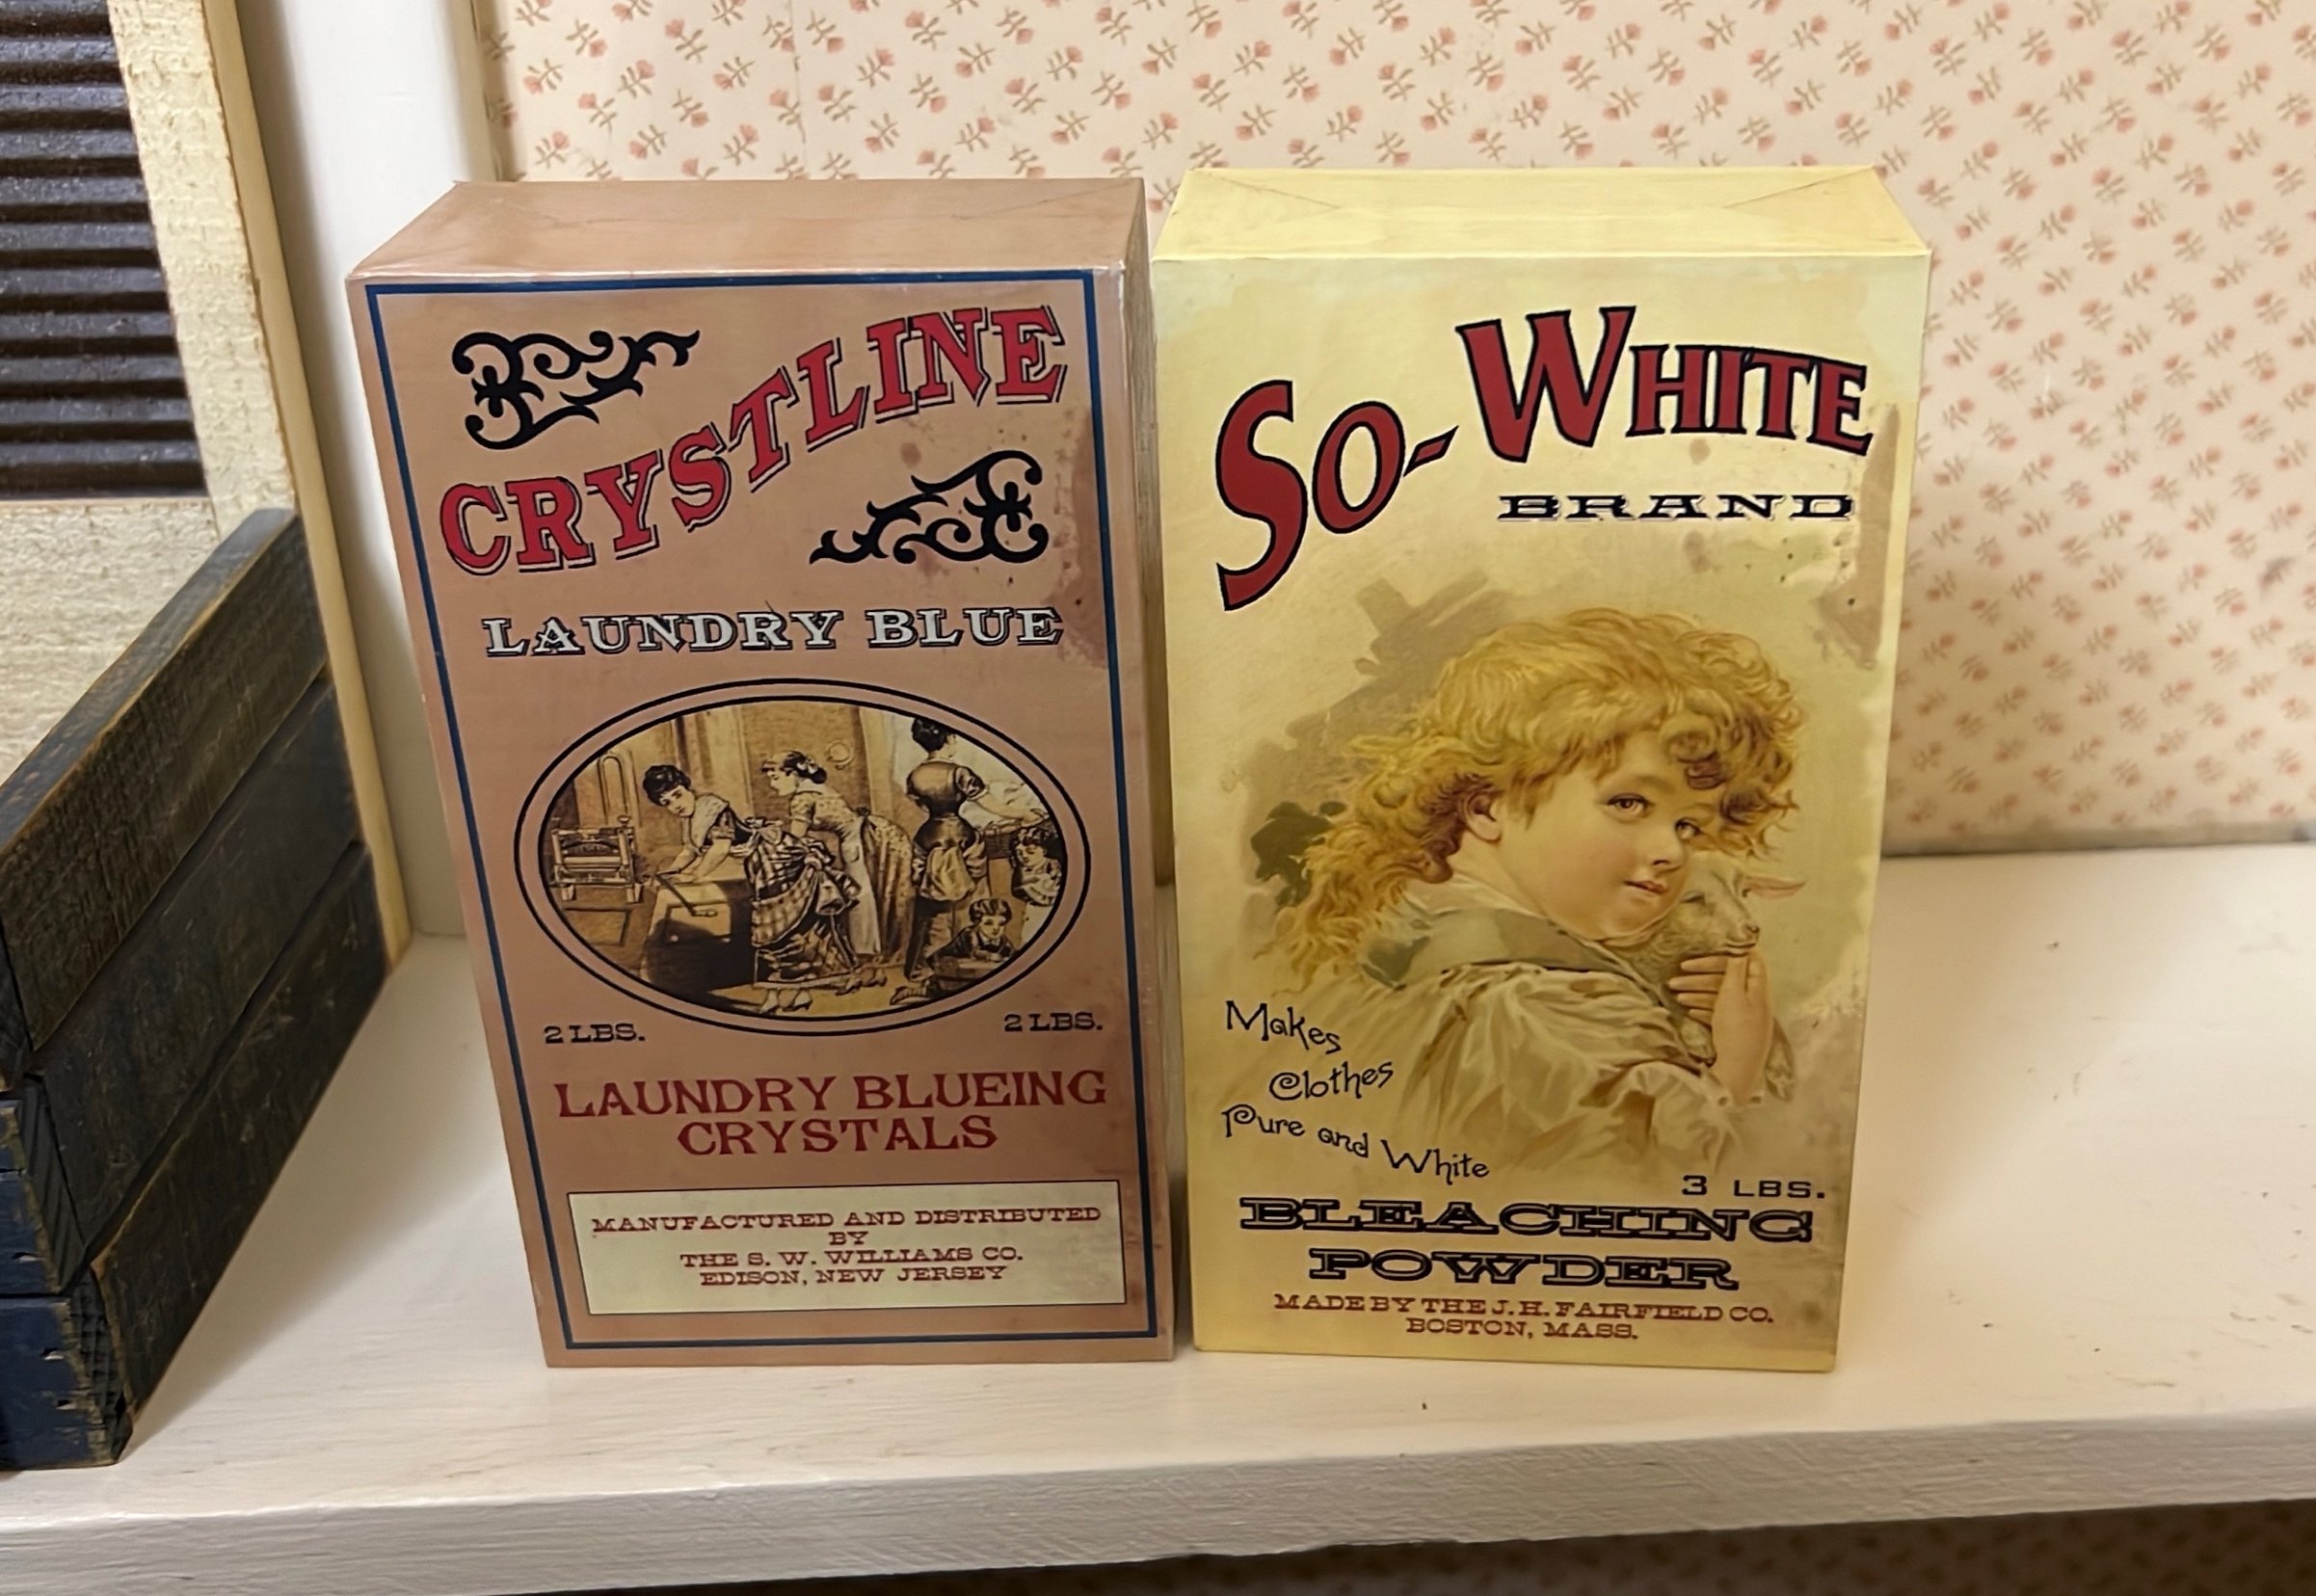 CRYSTLINE
LAUNDRY BLUE
2 LBS. 2 LBS.
LAUNDRY BLUEING
CRYSTALS
MANUFACTURED AND DISTRIBUTED
BY
THE S. W. WILLIAMS CO.
EDISON, NEW JERSEY
SO-WHITE
BRAND
Makes
Clothes
Pure and White
3 LBS.
BLEACHING
POWDER
MADE BY THE J. H. FAIRFIELD CO.
BOSTON, MASS.